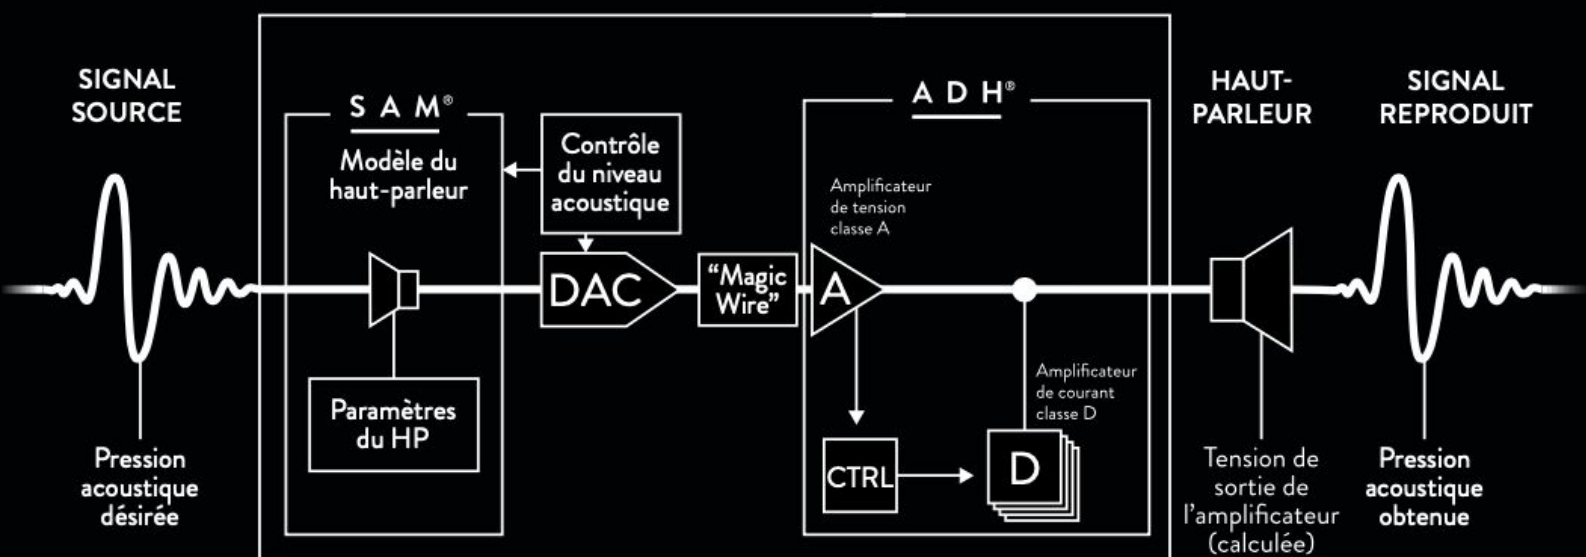 SIGNAL
SOURCE
Pression
acoustique
désirée
S A M®
Modèle du
haut-parleur
Paramètres
du HP
Contrôle
du niveau
acoustique
DAC
“Magic
Wire”
A D H®
Amplificateur
de tension
classe A
A
CTRL
Amplificateur
de courant
classe D
D
HAUT-
PARLEUR
Tension de
sortie de
l’amplificateur
(calculée)
SIGNAL
REPRODUIT
Pression
acoustique
obtenue